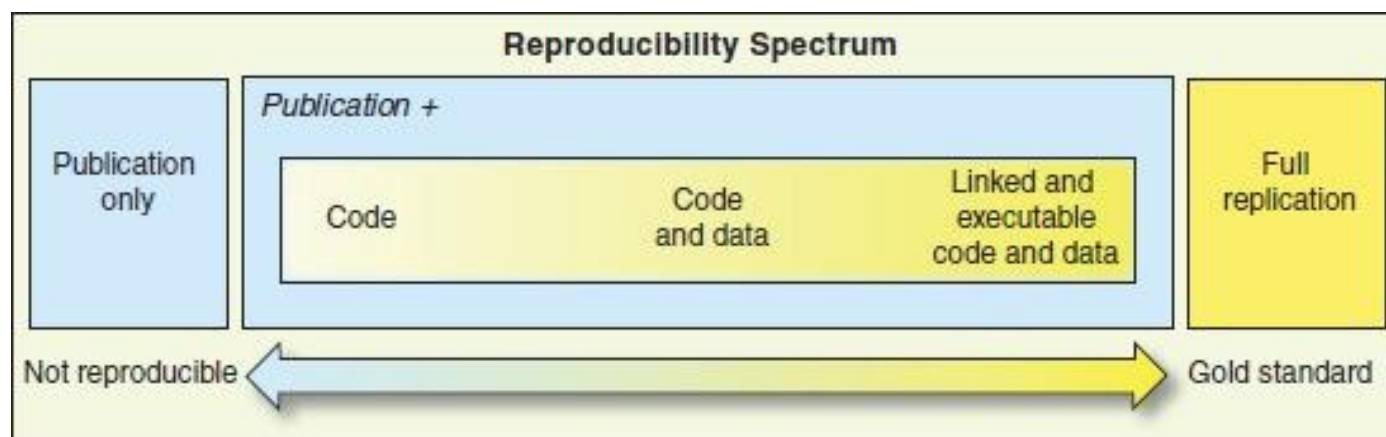 Reproducibility Spectrum
Publication
only
Publication +
Code
Code
and data
Linked and
executable
code and data
Full
replication
Not reproducible
Gold standard